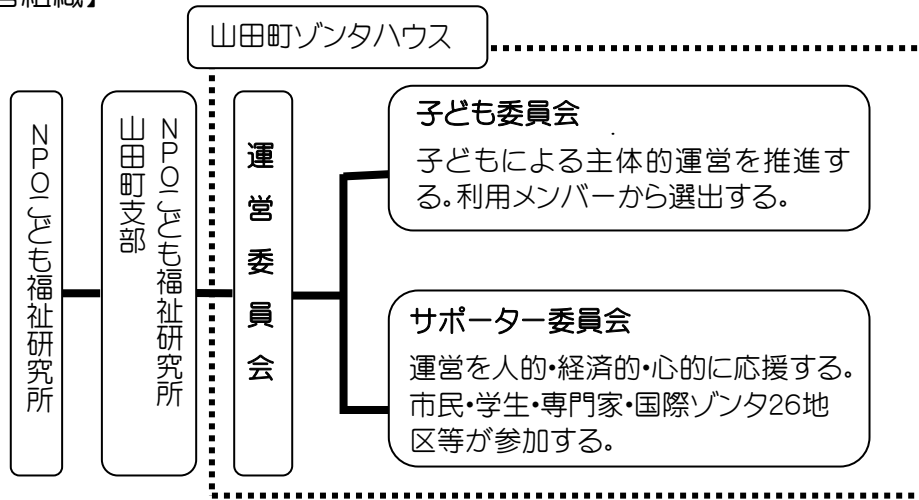 営組織】
山田町ゾンタハウス
NPOこども福祉研究所
NPOこども福祉研究所
山田町支部
運営委員会
子ども委員会
子どもによる主体的運営を推進す
る。利用メンバーから選出する。
サポーター委員会
運営を人的・経済的・心的に応援する。
市民・学生・専門家・国際ゾンタ26地
区等が参加する。